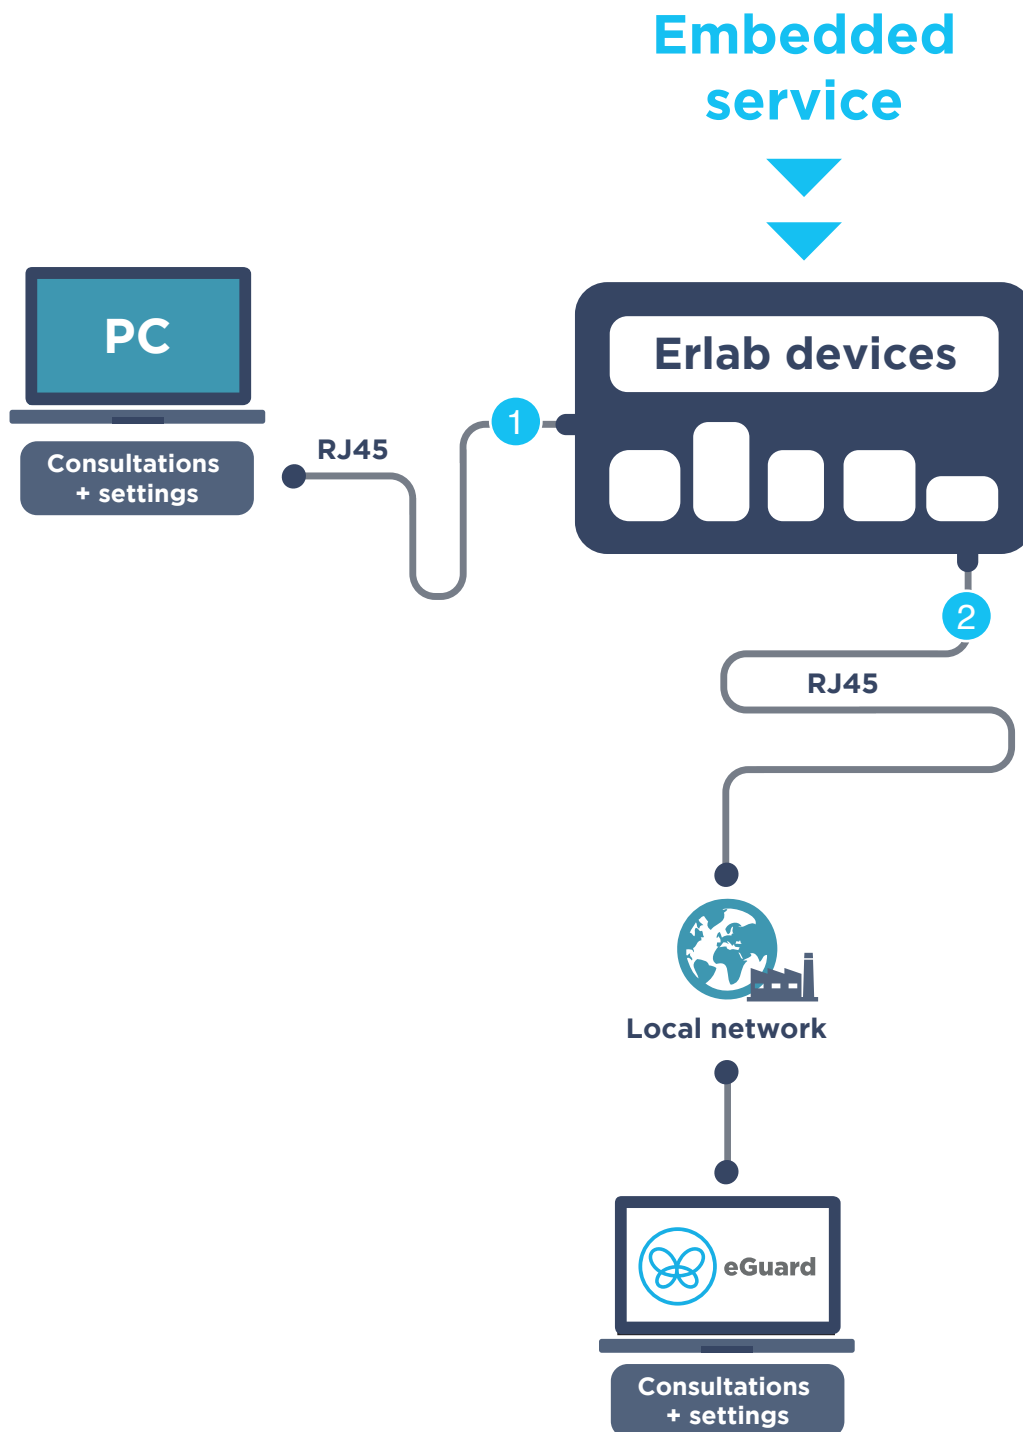 Embedded
service
PC
Erlab devices
Consultations
+ settings
RJ45
1
2
RJ45
Local network
eGuard
Consultations
+ settings